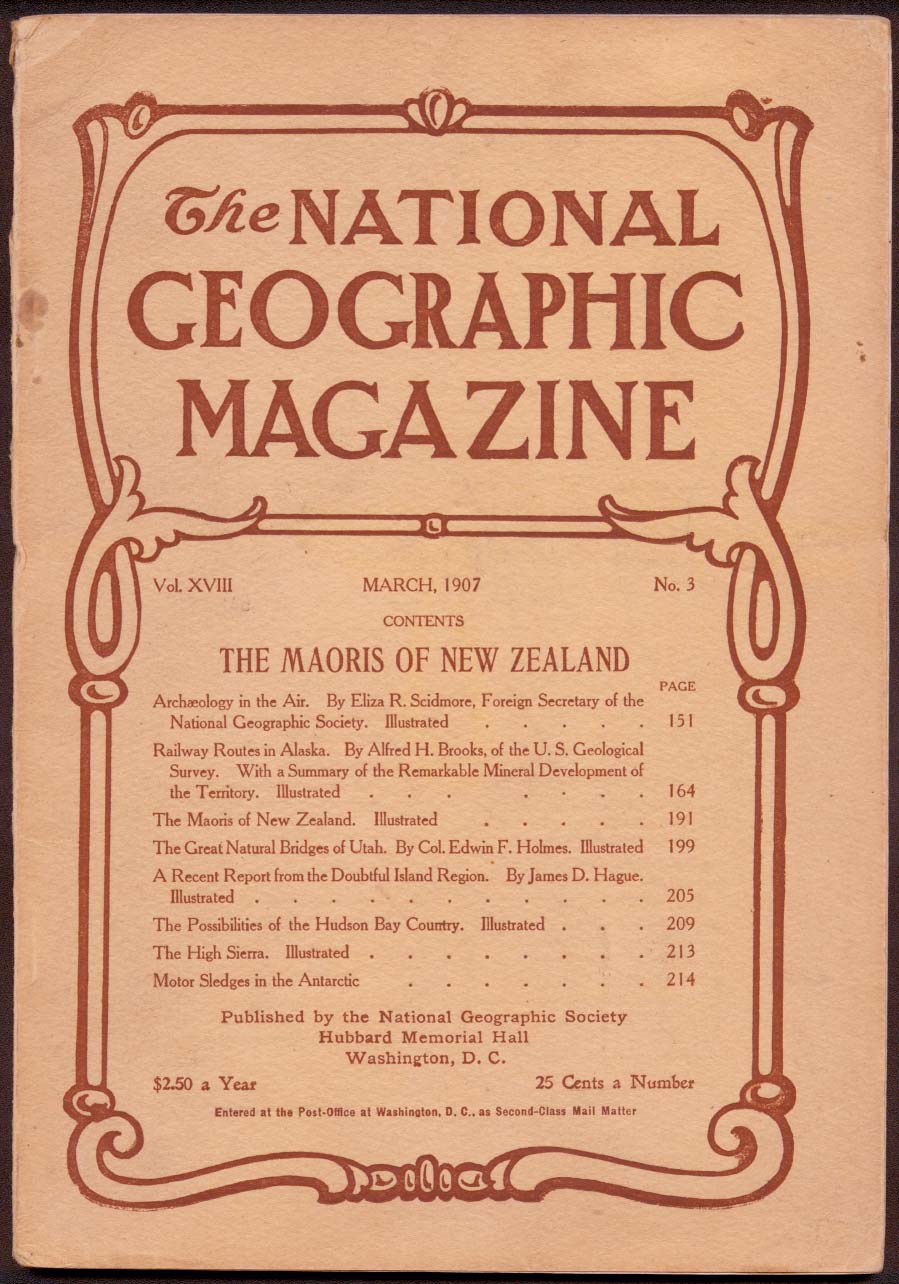 The NATIONAL
GEOGRAPHIC
MAGAZINE
Vol. XVIII MARCH, 1907 No. 3
CONTENTS
THE MAORIS OF NEW ZEALAND
PAGE
Archæology in the Air. By Eliza R. Scidmore, Foreign Secretary of the
National Geographic Society. Illustrated . . . . . 151
Railway Routes in Alaska. By Alfred H. Brooks, of the U. S. Geological
Survey. With a Summary of the Remarkable Mineral Development of
the Territory. Illustrated . . . . . . . 164
The Maoris of New Zealand. Illustrated . . . . . 191
The Great Natural Bridges of Utah. By Col. Edwin F. Holmes. Illustrated 199
A Recent Report from the Doubtful Island Region. By James D. Hague.
Illustrated . . . . . . . . . . 205
The Possibilities of the Hudson Bay Country. Illustrated . . . 209
The High Sierra. Illustrated . . . . . . . . 213
Motor Sledges in the Antarctic . . . . . . . 214
Published by the National Geographic Society
Hubbard Memorial Hall
Washington, D. C.
$2.50 a Year 25 Cents a Number
Entered at the Post-Office at Washington, D. C., as Second-Class Mail Matter